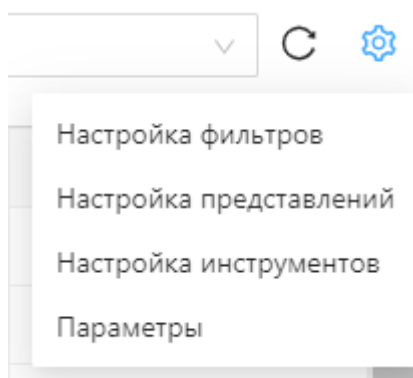 Настройка фильтров
Настройка представлений
Настройка инструментов
Параметры